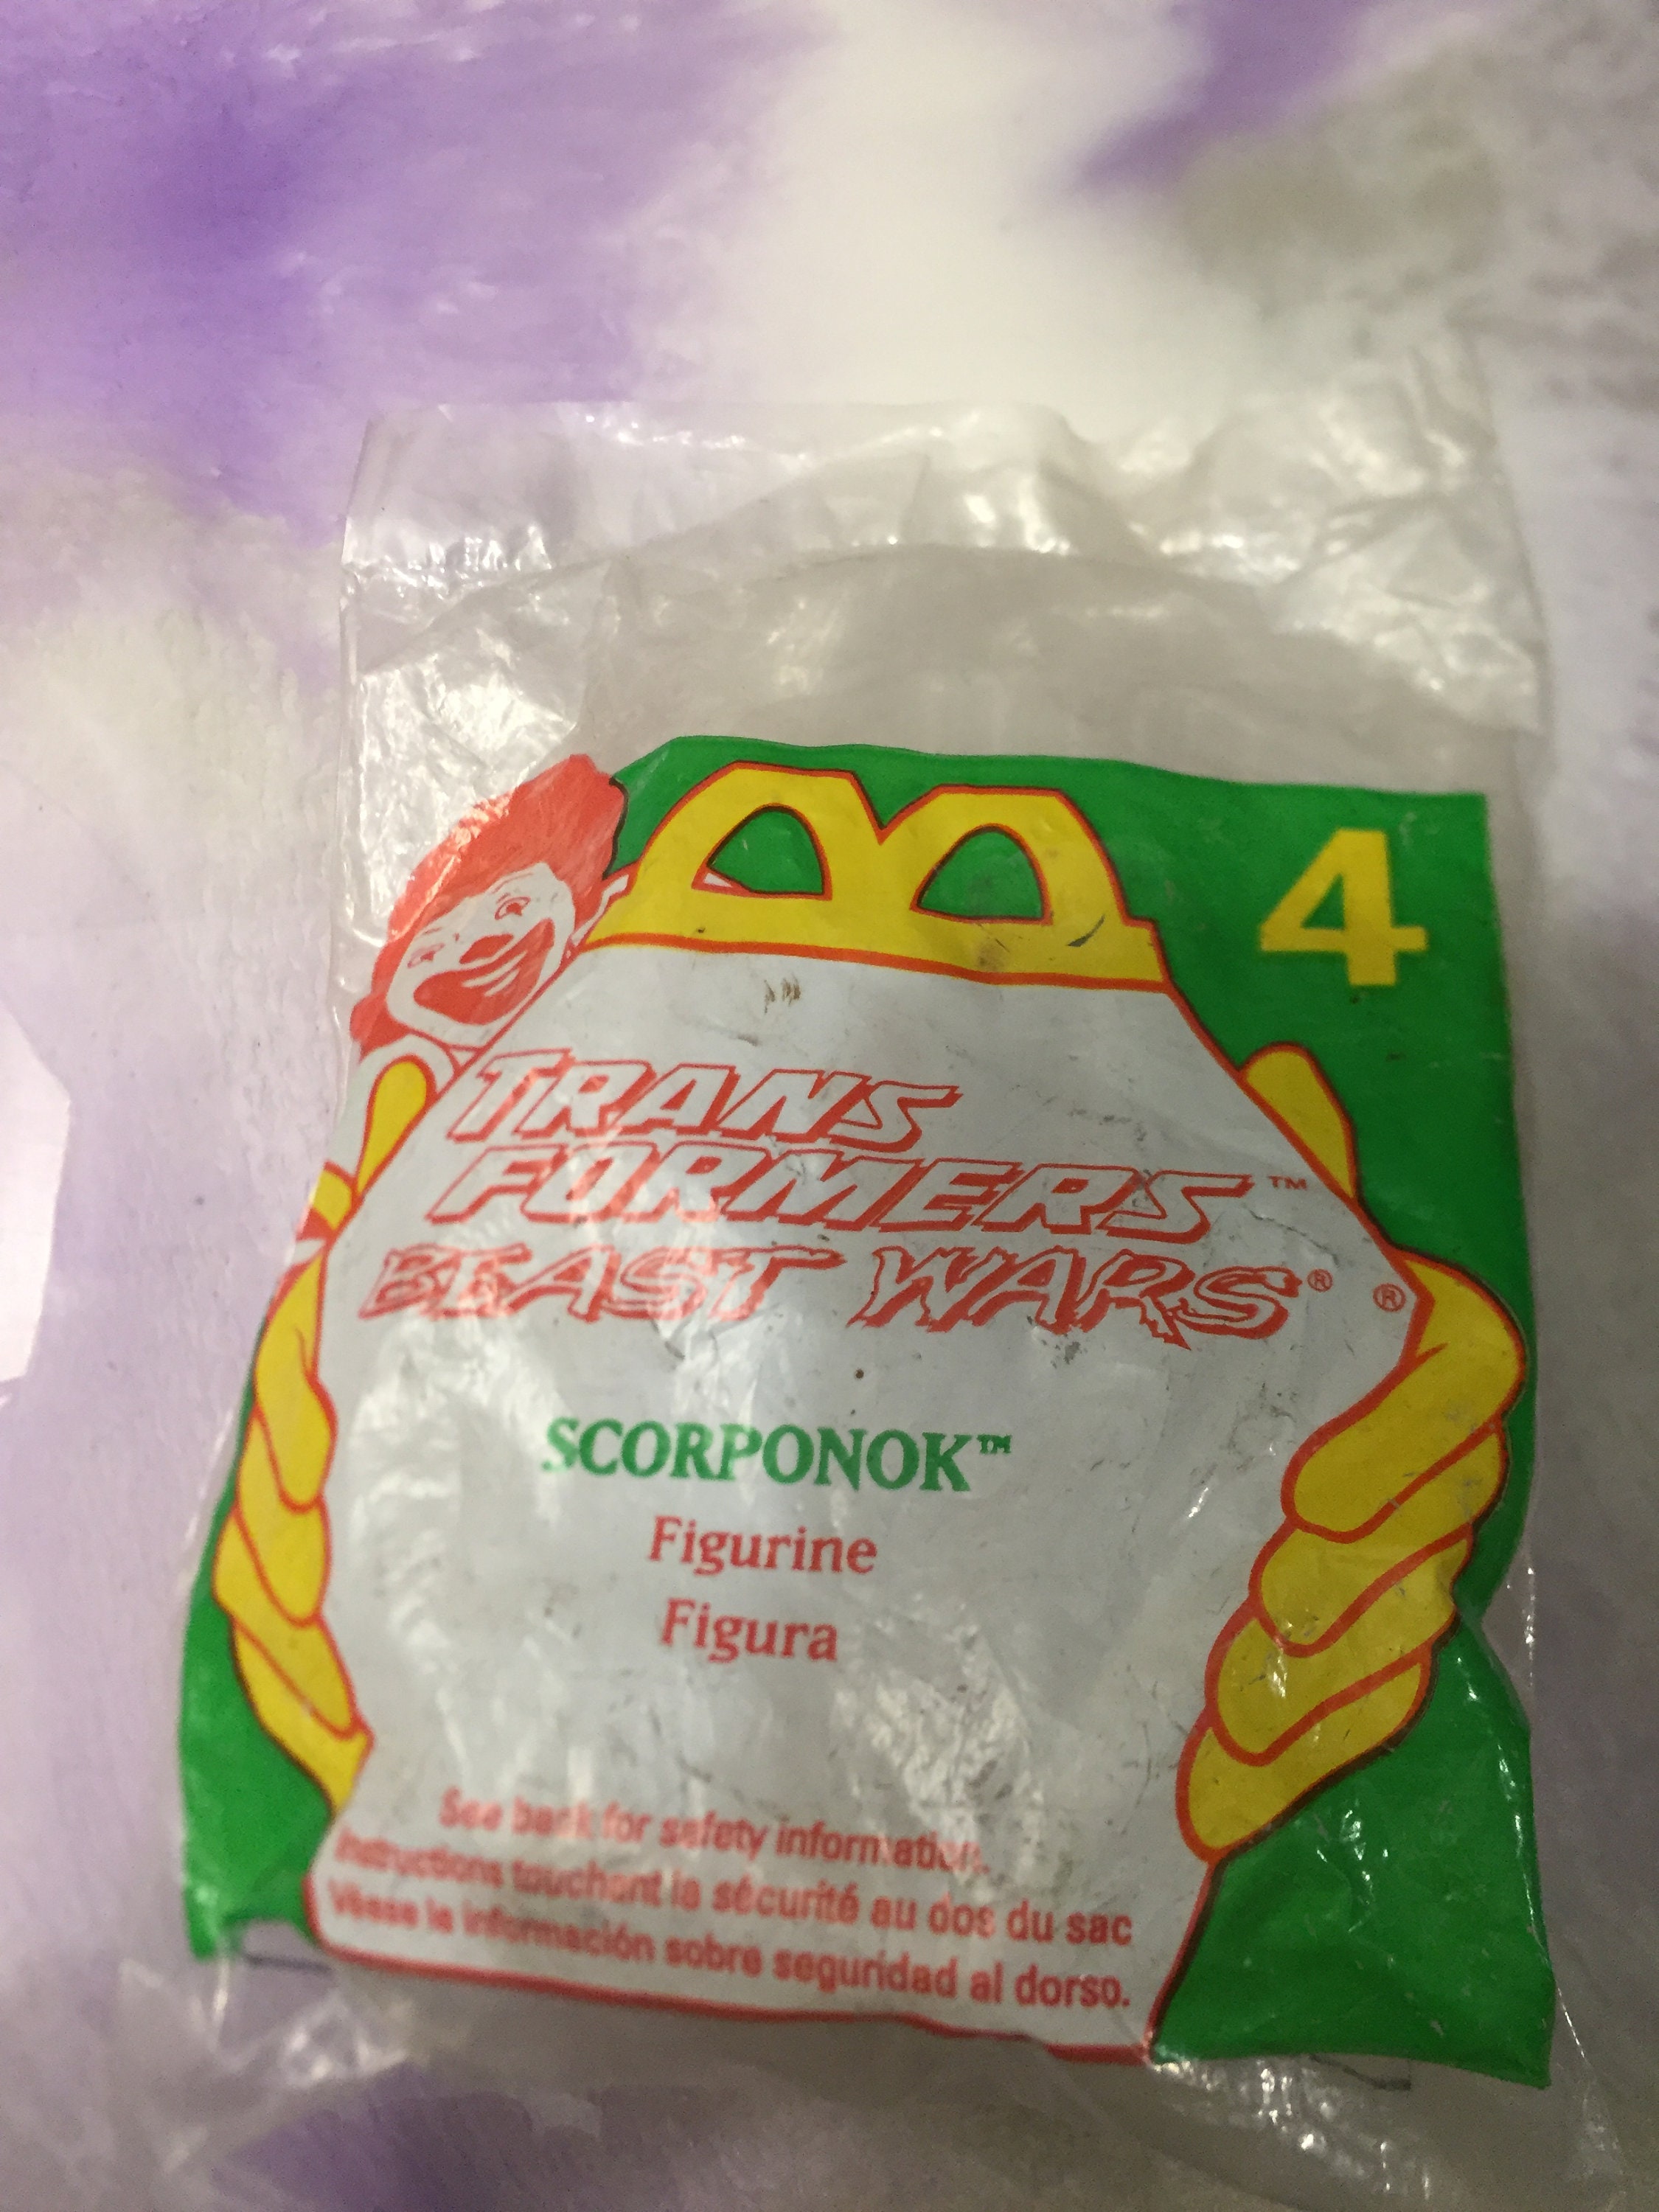 4
TRANS
FORMERS™
BEAST WARS® ®
SCORPONOK™
Figurine
Figura
See back for safety information.
Instructions touchant la sécurité au dos du sac
Véase la información sobre seguridad al dorso.